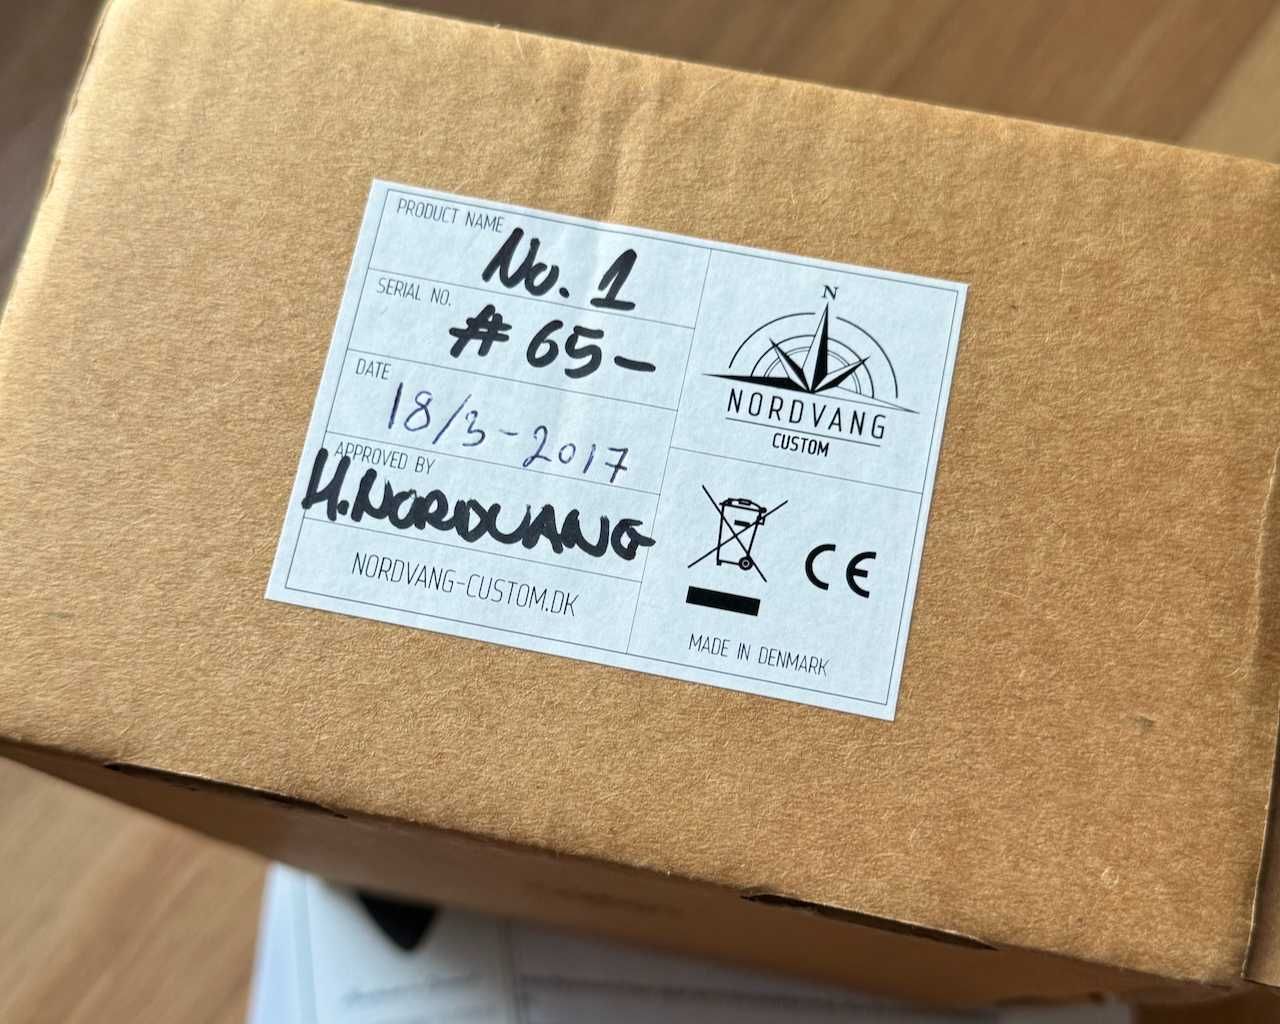 PRODUCT NAME
No. 1
SERIAL NO.
# 65-
DATE
18/3-2017
APPROVED BY
H.NORDVANG
NORDVANG-CUSTOM.DK
N
NORDVANG
CUSTOM
CE
MADE IN DENMARK